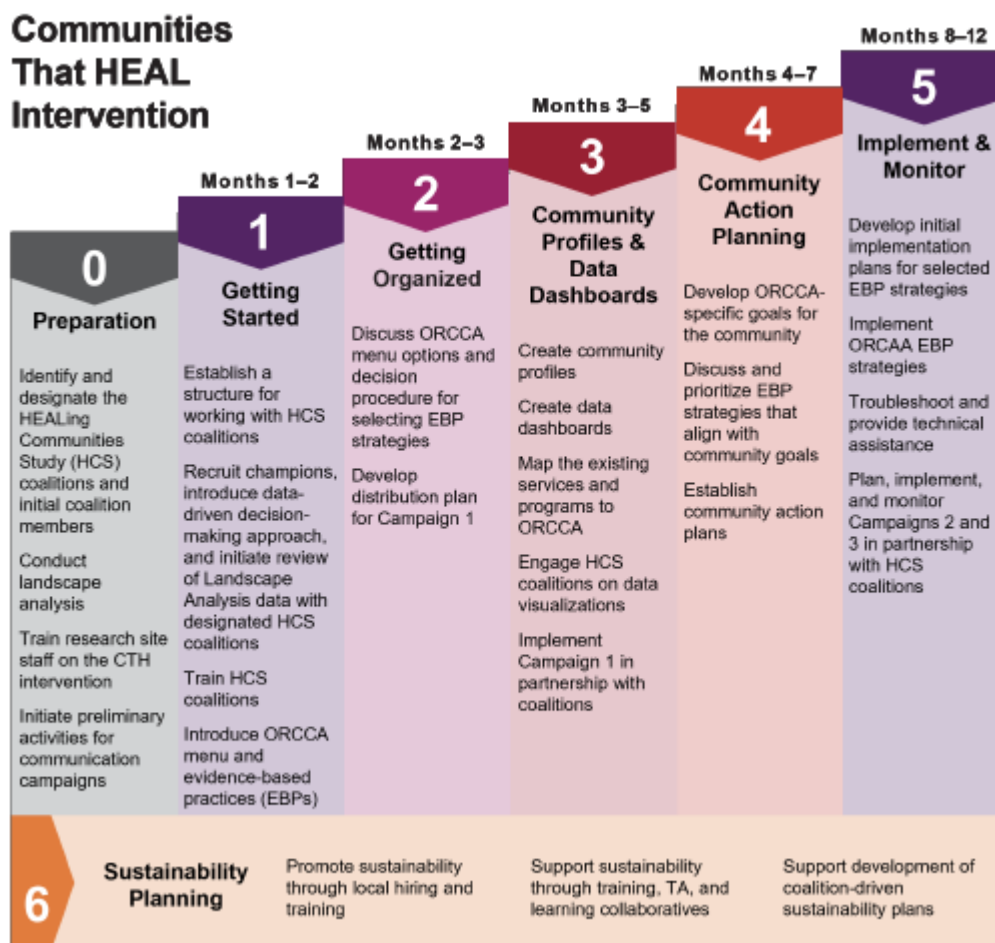 Communities
That HEAL
Intervention
0
Preparation
Identify and
designate the
HEALing
Communities
Study (HCS)
coalitions and
initial coalition
members
Conduct
landscape
analysis
Train research site
staff on the CTH
intervention
Initiate preliminary
activities for
communication
campaigns
Months 1–2
1
Getting
Started
Establish a
structure for
working with HCS
coalitions
Recruit champions,
introduce data-
driven decision-
making approach,
and initiate review
of Landscape
Analysis data with
designated HCS
coalitions
Train HCS
coalitions
Introduce ORCCA
menu and
evidence-based
practices (EBPs)
Months 2–3
2
Getting
Organized
Discuss ORCCA
menu options and
decision
procedure for
selecting EBP
strategies
Develop
distribution plan
for Campaign 1
Months 3–5
3
Community
Profiles &
Data
Dashboards
Create community
profiles
Create data
dashboards
Map the existing
services and
programs to
ORCCA
Engage HCS
coalitions on data
visualizations
Implement
Campaign 1 in
partnership with
coalitions
Months 4–7
4
Community
Action
Planning
Develop ORCCA-
specific goals for
the community
Discuss and
prioritize EBP
strategies that
align with
community goals
Establish
community action
plans
Months 8–12
5
Implement &
Monitor
Develop initial
implementation
plans for selected
EBP strategies
Implement
ORCAA EBP
strategies
Troubleshoot and
provide technical
assistance
Plan, implement,
and monitor
Campaigns 2 and
3 in partnership
with HCS
coalitions
6
Sustainability
Planning
Promote sustainability
through local hiring and
training
Support sustainability
through training, TA, and
learning collaboratives
Support development of
coalition-driven
sustainability plans